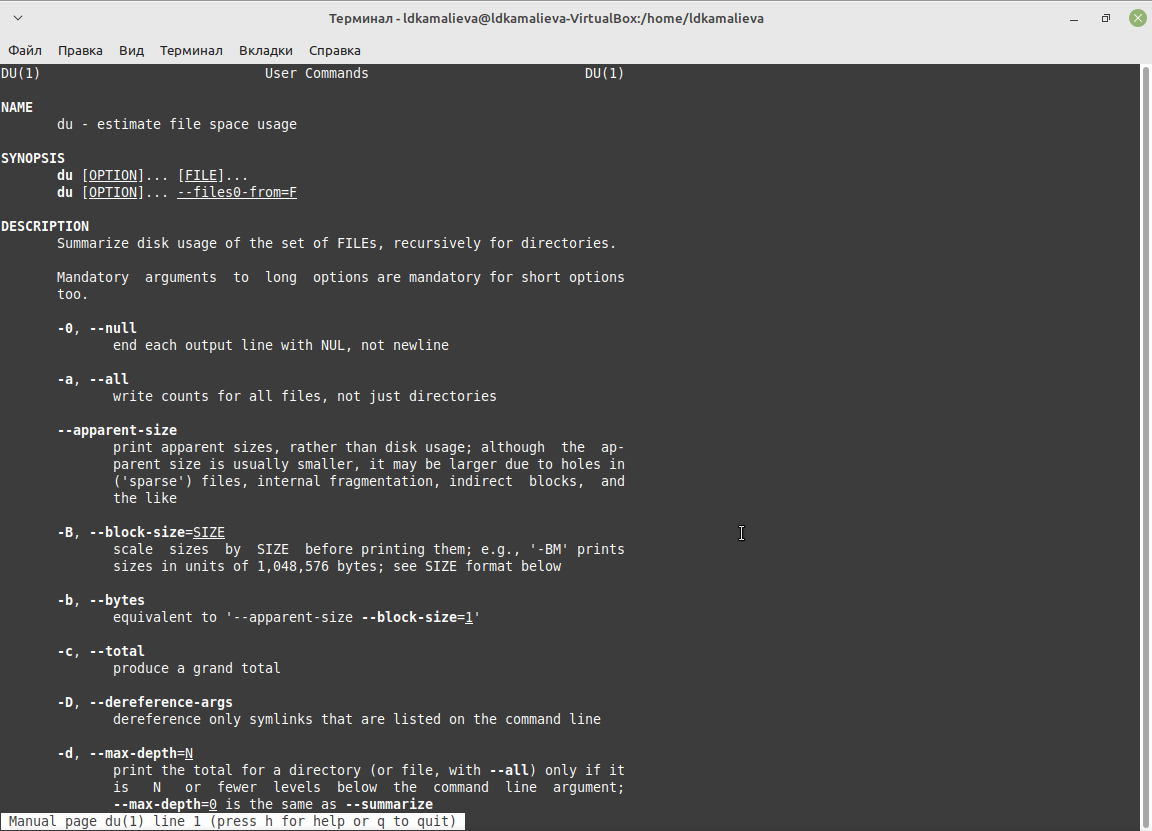 Терминал - ldkamalieva@ldkamalieva-VirtualBox:/home/ldkamalieva
Файл Правка Вид Терминал Вкладки Справка
DU(1) User Commands DU(1)
NAME
du - estimate file space usage
SYNOPSIS
du [OPTION]... [FILE]...
du [OPTION]... --files0-from=F
DESCRIPTION
Summarize disk usage of the set of FILEs, recursively for directories.
Mandatory arguments to long options are mandatory for short options
too.
-0, --null
end each output line with NUL, not newline
-a, --all
write counts for all files, not just directories
--apparent-size
print apparent sizes, rather than disk usage; although the ap-
parent size is usually smaller, it may be larger due to holes in
('sparse') files, internal fragmentation, indirect blocks, and
the like
-B, --block-size=SIZE
scale sizes by SIZE before printing them; e.g., '-BM' prints
sizes in units of 1,048,576 bytes; see SIZE format below
-b, --bytes
equivalent to '--apparent-size --block-size=1'
-c, --total
produce a grand total
-D, --dereference-args
dereference only symlinks that are listed on the command line
-d, --max-depth=N
print the total for a directory (or file, with --all) only if it
is N or fewer levels below the command line argument;
--max-depth=0 is the same as --summarize
Manual page du(1) line 1 (press h for help or q to quit)